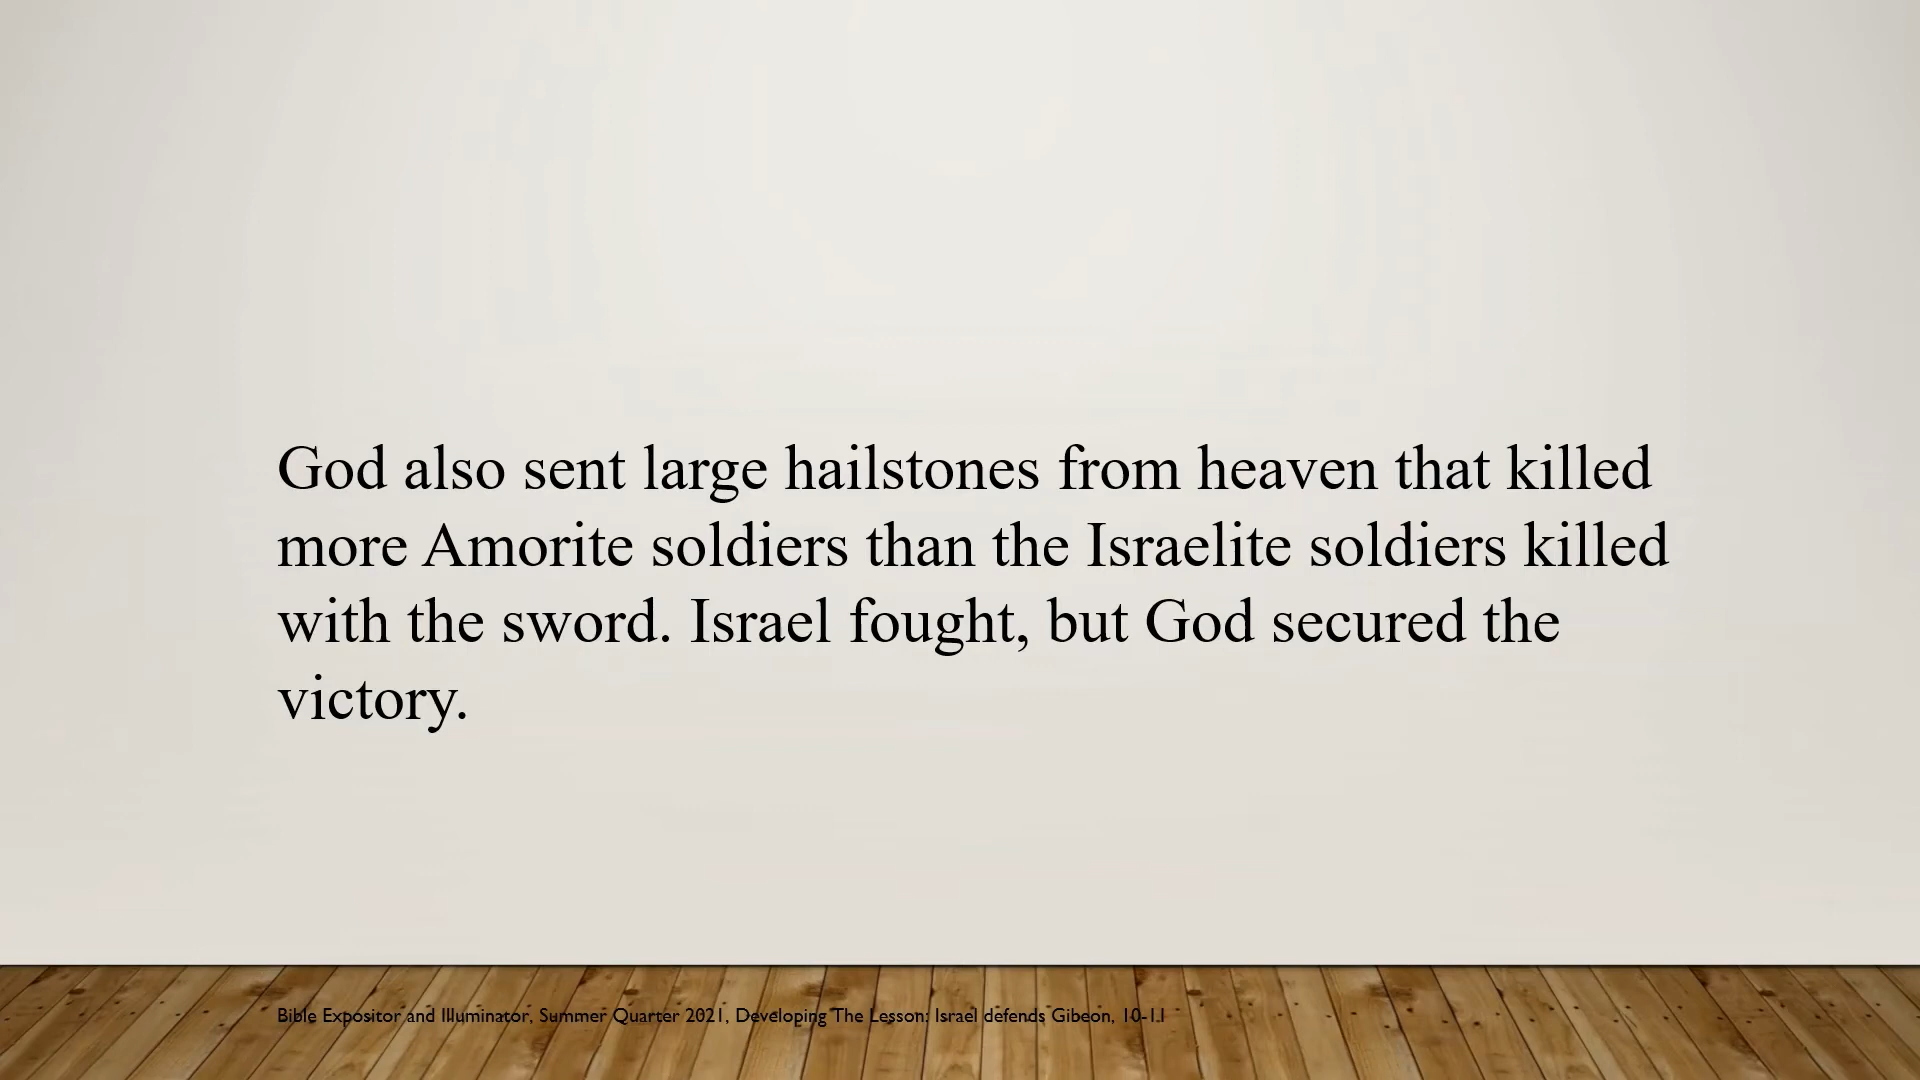 God also sent large hailstones from heaven that killed
more Amorite soldiers than the Israelite soldiers killed
with the sword. Israel fought, but God secured the
victory.
Bible Expositor and Illuminator, Summer Quarter 2021, Developing The Lesson: Israel defends Gibeon, 10-11